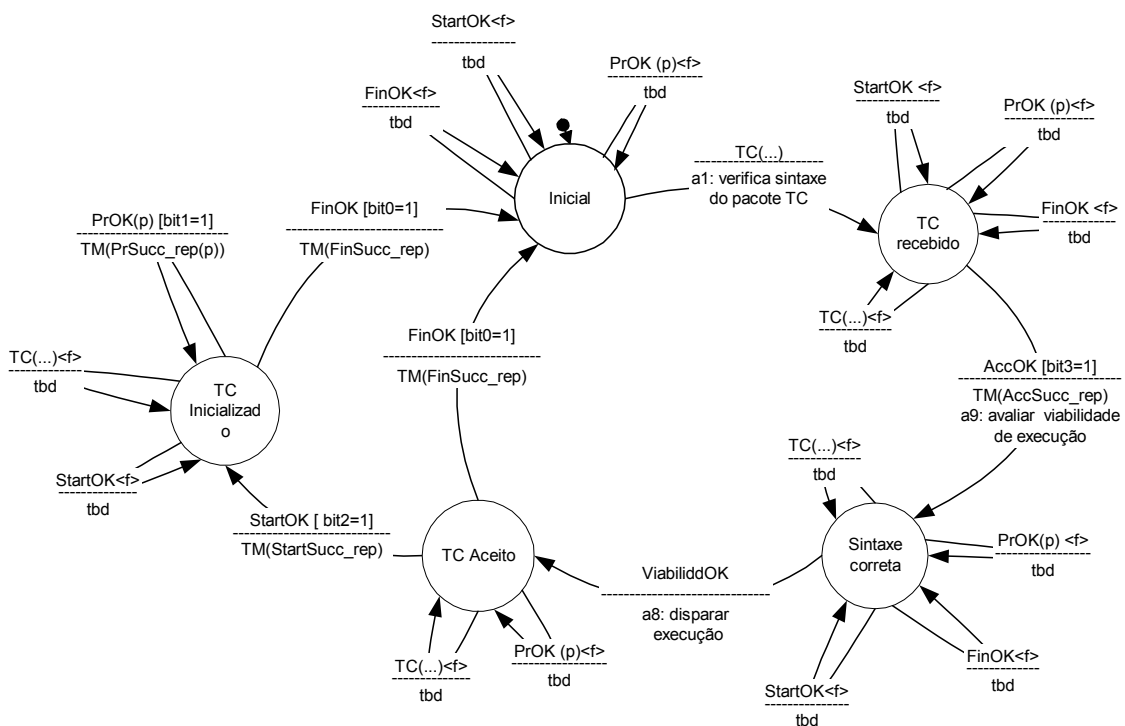 StartOK<f>
tbd
FinOK<f>
tbd
PrOK (p)<f>
tbd
Inicial
TC(...)
a1: verifica sintaxe
do pacote TC
StartOK <f>
tbd
PrOK (p)<f>
tbd
FinOK <f>
tbd
TC
recebido
TC(...)<f>
tbd
PrOK(p) [bit1=1]
TM(PrSucc_rep(p))
FinOK [bit0=1]
TM(FinSucc_rep)
FinOK [bit0=1]
TM(FinSucc_rep)
TC(...)<f>
tbd
TC
Inicializad
o
StartOK<f>
tbd
AccOK [bit3=1]
TM(AccSucc_rep)
a9: avaliar viabilidade
de execução
TC(...)<f>
tbd
StartOK [ bit2=1]
TM(StartSucc_rep)
TC Aceito
ViabiliddOK
a8: disparar
execução
Sintaxe
correta
PrOK(p) <f>
tbd
TC(...)<f>
tbd
PrOK (p)<f>
tbd
FinOK<f>
tbd
StartOK<f>
tbd